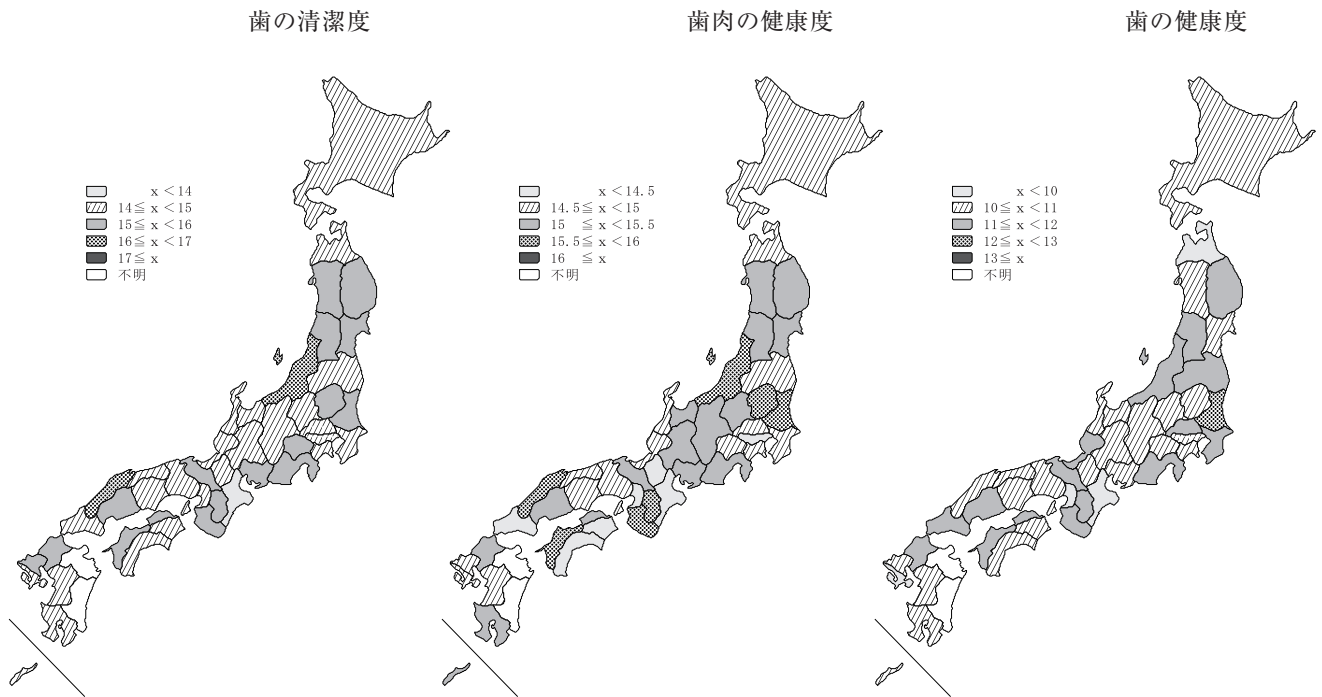 歯の清潔度
x <14
14≦ x <15
15≦ x <16
16≦ x <17
17≦ x
不明
歯肉の健康度
x <14.5
14.5≦ x <15
15 ≦ x <15.5
15.5≦ x <16
16 ≦ x
不明
歯の健康度
x <10
10≦ x <11
11≦ x <12
12≦ x <13
13≦ x
不明